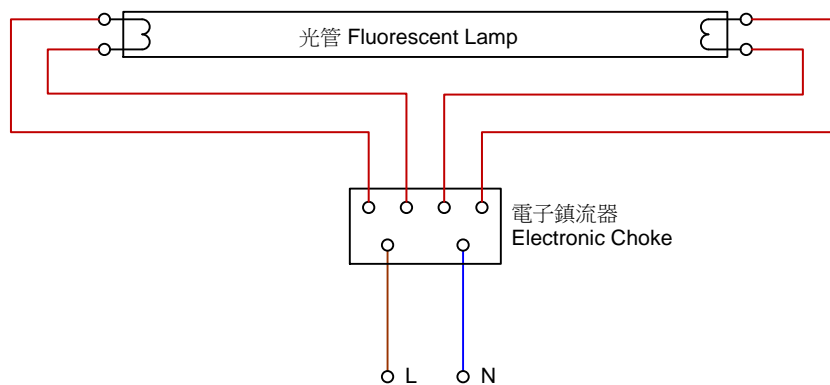 光管 Fluorescent Lamp
電子鎮流器
Electronic Choke
L
N